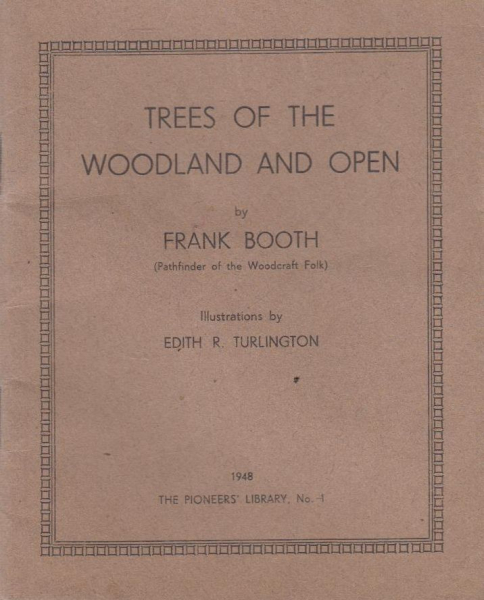 TREES OF THE
WOODLAND AND OPEN
by
FRANK BOOTH
(Pathfinder of the Woodcraft Folk)
Illustrations by
EDITH R. TURLINGTON
1948
THE PIONEERS' LIBRARY, No. 1